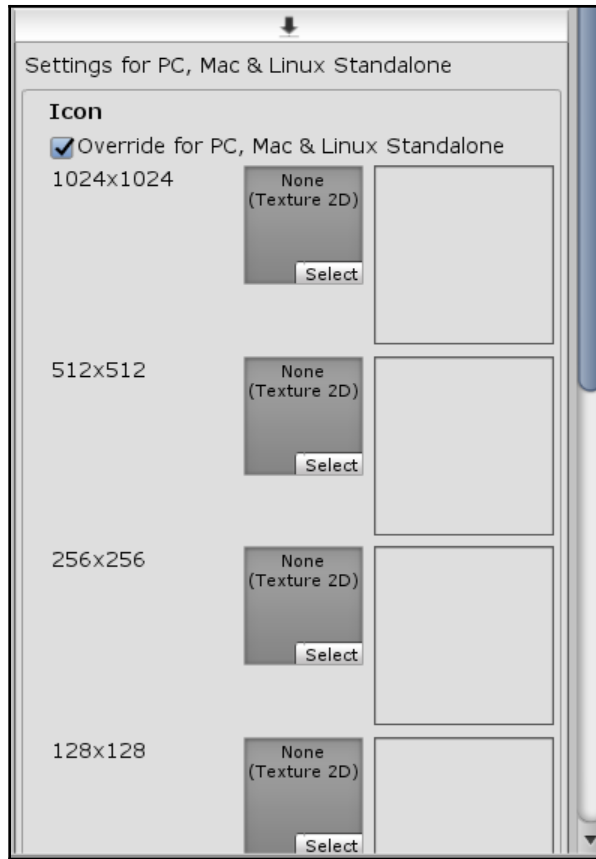 Settings for PC, Mac & Linux Standalone
Icon
Override for PC, Mac & Linux Standalone
1024x1024
None
(Texture 2D)
Select
512x512
None
(Texture 2D)
Select
256x256
None
(Texture 2D)
Select
128x128
None
(Texture 2D)
Select